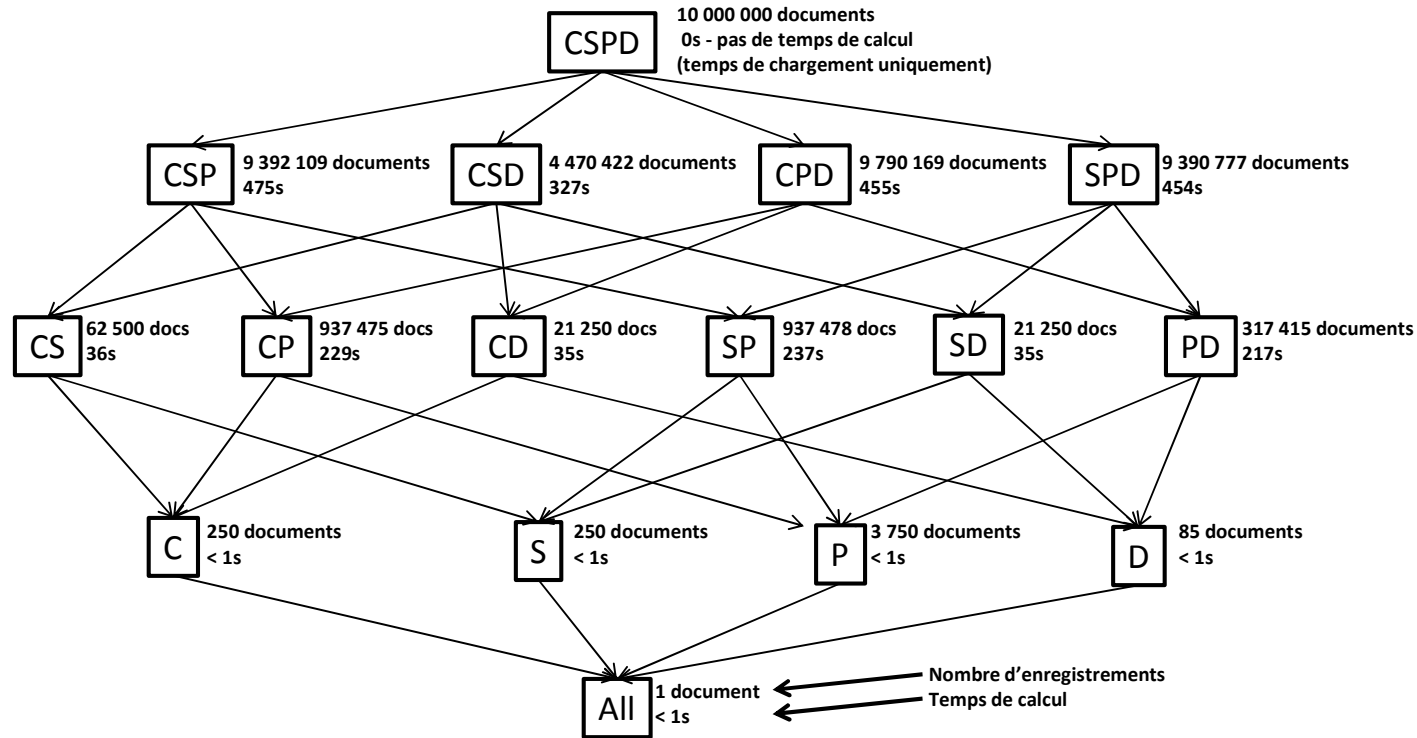 10 000 000 documents
CSPD
0s - pas de temps de calcul
(temps de chargement uniquement)
CSP
9 392 109 documents
475s
CSD
4 470 422 documents
327s
CPD
9 790 169 documents
455s
SPD
9 390 777 documents
454s
CS
62 500 docs
36s
CP
937 475 docs
229s
CD
21 250 docs
35s
SP
937 478 docs
237s
SD
21 250 docs
35s
PD
317 415 documents
217s
C
250 documents
< 1s
S
250 documents
< 1s
P
3 750 documents
< 1s
D
85 documents
< 1s
All
1 document
< 1s
Nombre d'enregistrements
Temps de calcul